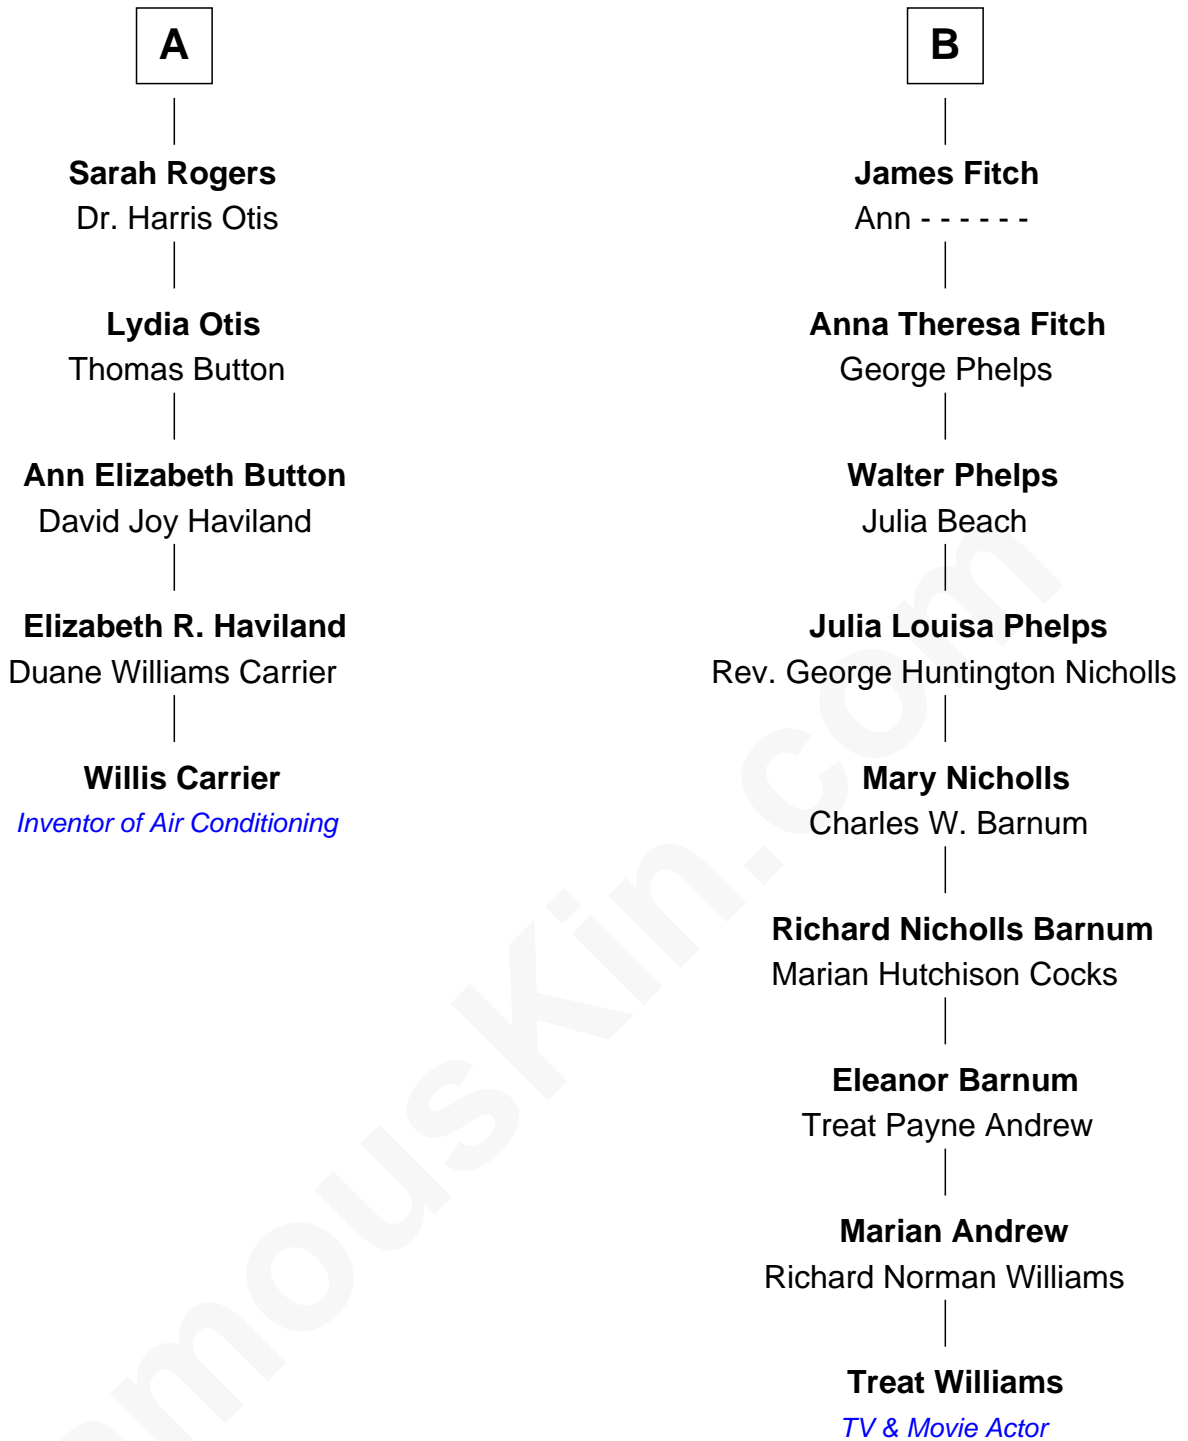 A
Sarah Rogers
Dr. Harris Otis
Lydia Otis
Thomas Button
Ann Elizabeth Button
David Joy Haviland
Elizabeth R. Haviland
Duane Williams Carrier
Willis Carrier
Inventor of Air Conditioning
B
James Fitch
Ann - - - - - -
Anna Theresa Fitch
George Phelps
Walter Phelps
Julia Beach
Julia Louisa Phelps
Rev. George Huntington Nicholls
Mary Nicholls
Charles W. Barnum
Richard Nicholls Barnum
Marian Hutchison Cocks
Eleanor Barnum
Treat Payne Andrew
Marian Andrew
Richard Norman Williams
Treat Williams
TV & Movie Actor
amousKin.com